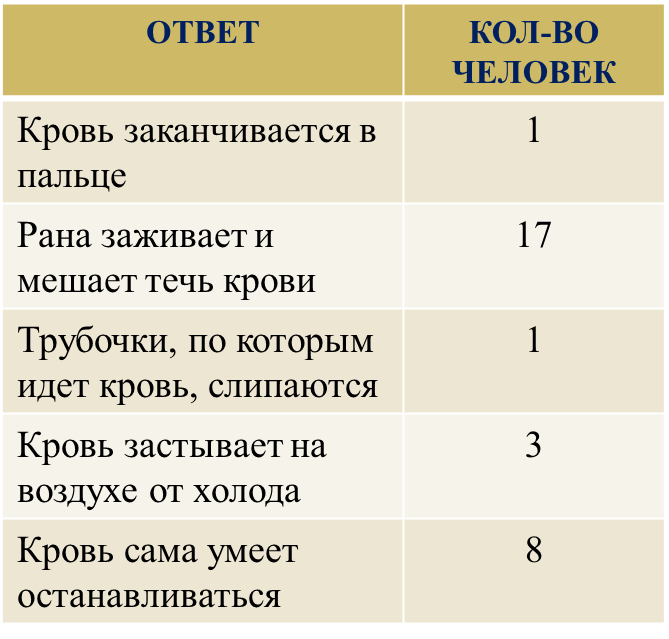 ОТВЕТ
КОЛ-ВО
ЧЕЛОВЕК
Кровь заканчивается в
пальце
1
Рана заживает и
мешает течь крови
17
Трубочки, по которым
идет кровь, слипаются
1
Кровь застывает на
воздухе от холода
3
Кровь сама умеет
останавливаться
8